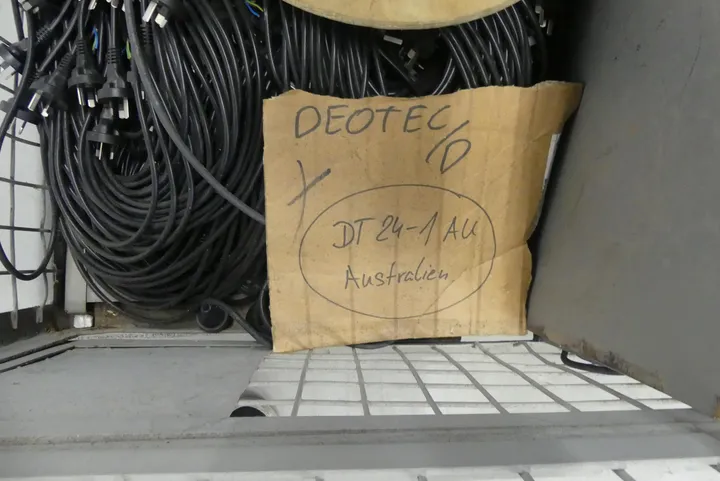 DEOTEC
/D
DT 24-1 AU
Australien